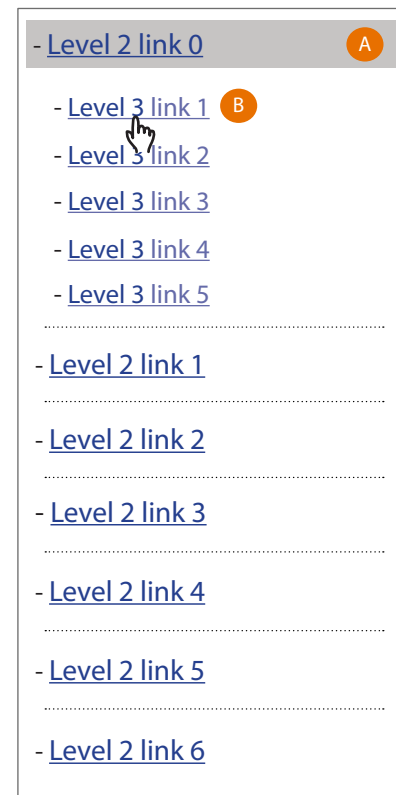 - Level 2 link 0 A
- Level 3 link 1 B
- Level 3 link 2
- Level 3 link 3
- Level 3 link 4
- Level 3 link 5
- Level 2 link 1
- Level 2 link 2
- Level 2 link 3
- Level 2 link 4
- Level 2 link 5
- Level 2 link 6